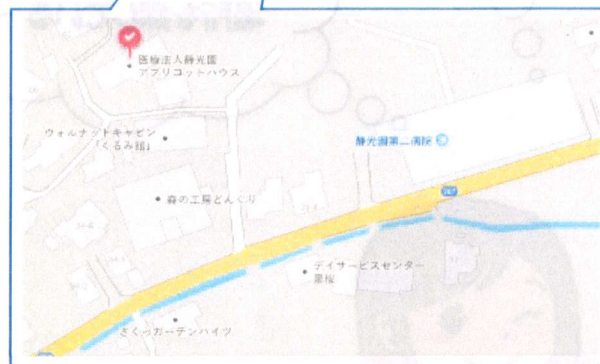 医療法人静光園
アプリコットハウス
ウォルナットキャビン
「くるみ館」
静光園第二病院
森の工房どんぐり
デイサービスセンター
さくらガーデンハイツ